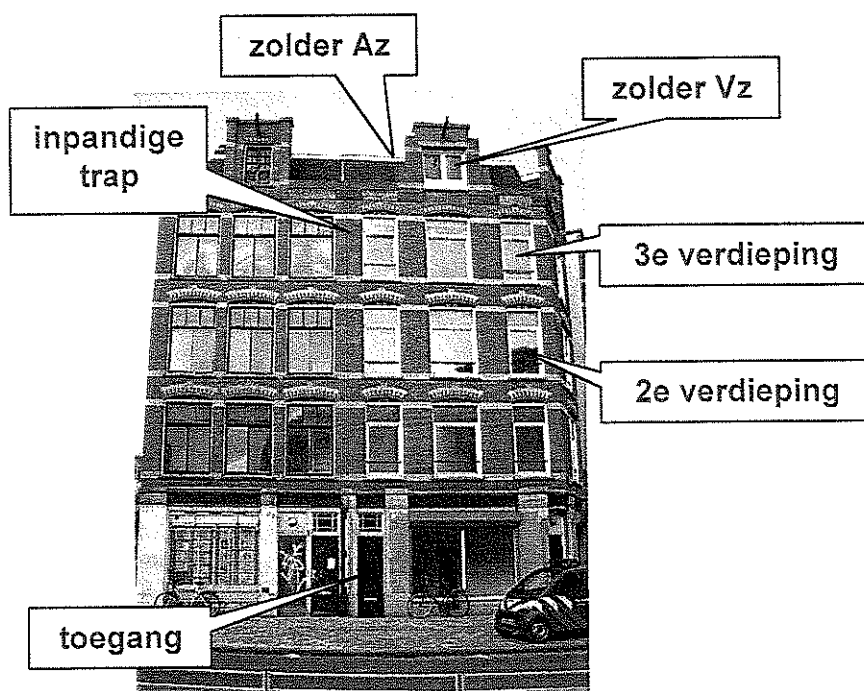 zolder Az
zolder Vz
inpandige
trap
3e verdieping
2e verdieping
toegang